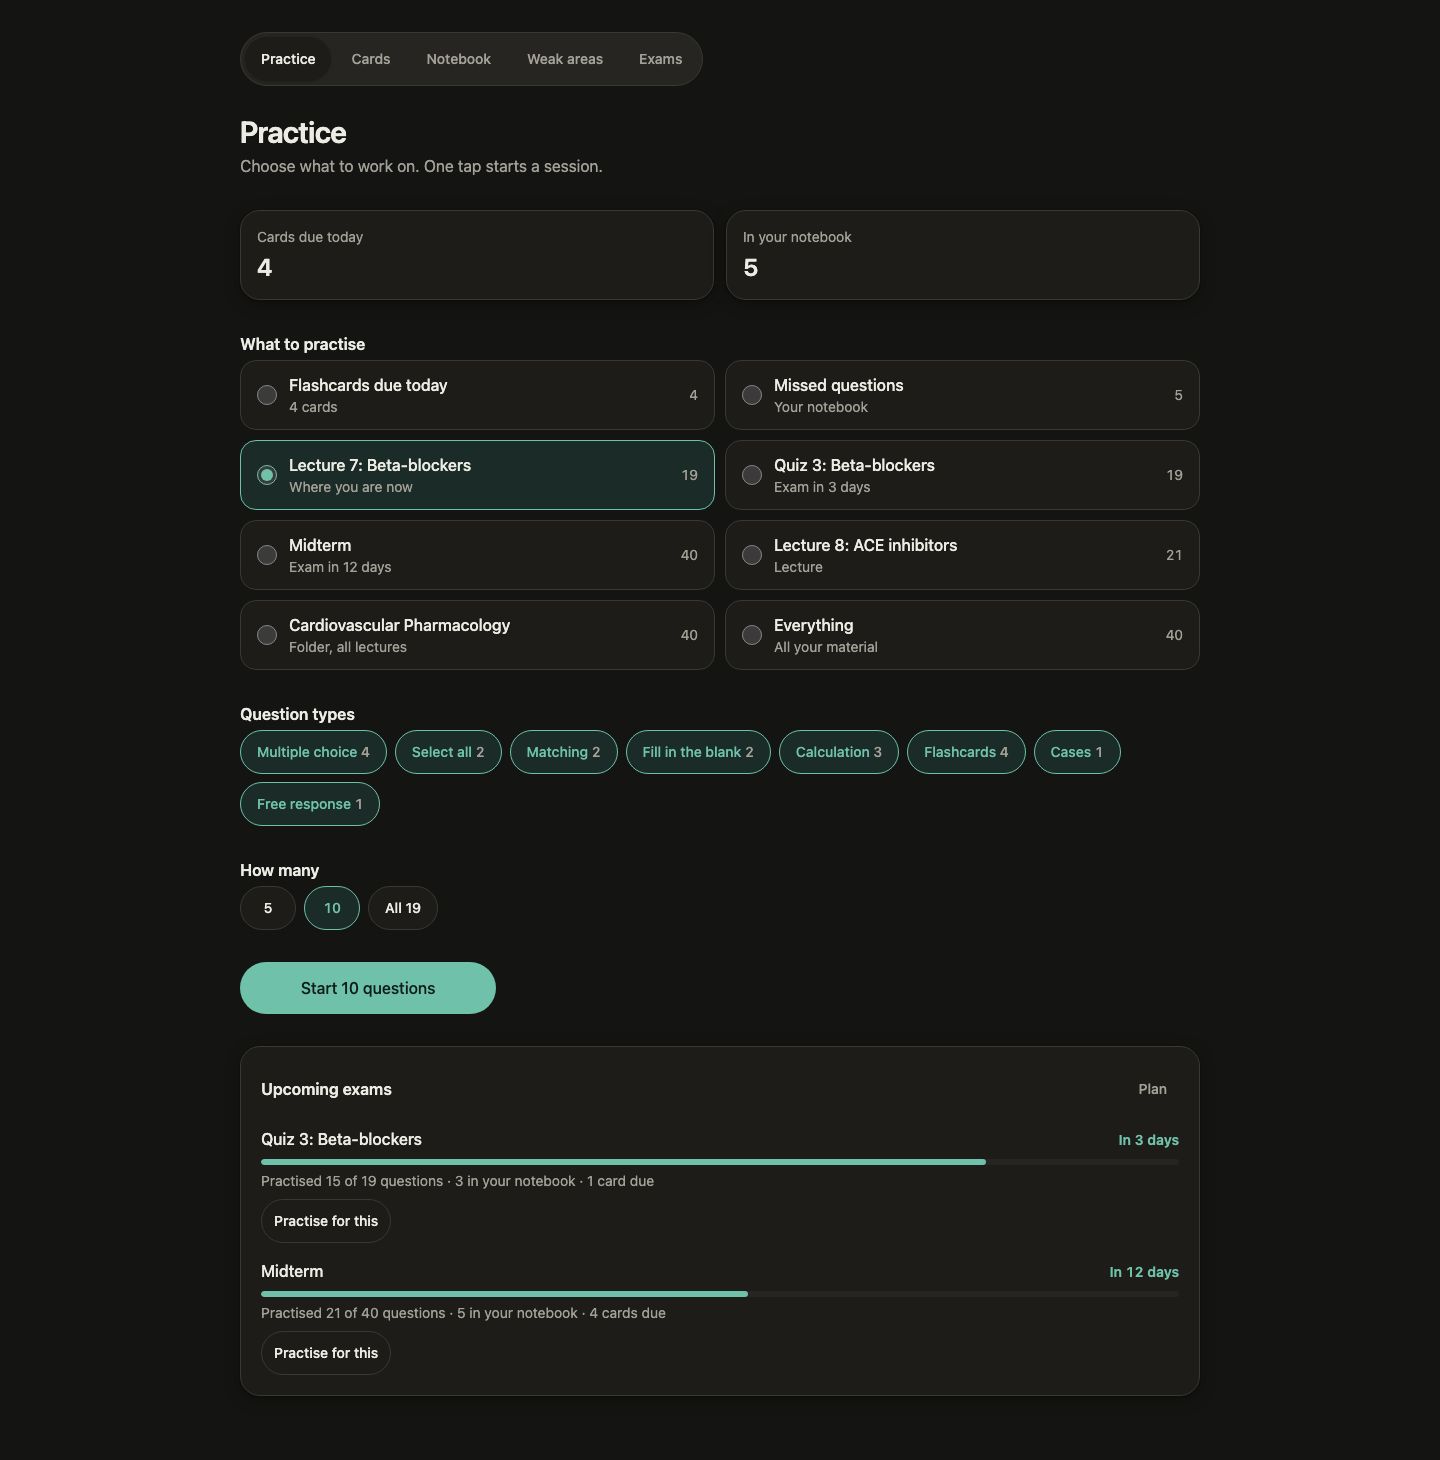 Practice Cards Notebook Weak areas Exams
Practice
Choose what to work on. One tap starts a session.
Cards due today
4
In your notebook
5
What to practise
Flashcards due today
4 cards
4
Missed questions
Your notebook
5
Lecture 7: Beta-blockers
Where you are now
19
Quiz 3: Beta-blockers
Exam in 3 days
19
Midterm
Exam in 12 days
40
Lecture 8: ACE inhibitors
Lecture
21
Cardiovascular Pharmacology
Folder, all lectures
40
Everything
All your material
40
Question types
Multiple choice 4 Select all 2 Matching 2 Fill in the blank 2 Calculation 3 Flashcards 4 Cases 1
Free response 1
How many
5 10 All 19
Start 10 questions
Upcoming exams Plan
Quiz 3: Beta-blockers In 3 days
Practised 15 of 19 questions · 3 in your notebook · 1 card due
Practise for this
Midterm In 12 days
Practised 21 of 40 questions · 5 in your notebook · 4 cards due
Practise for this